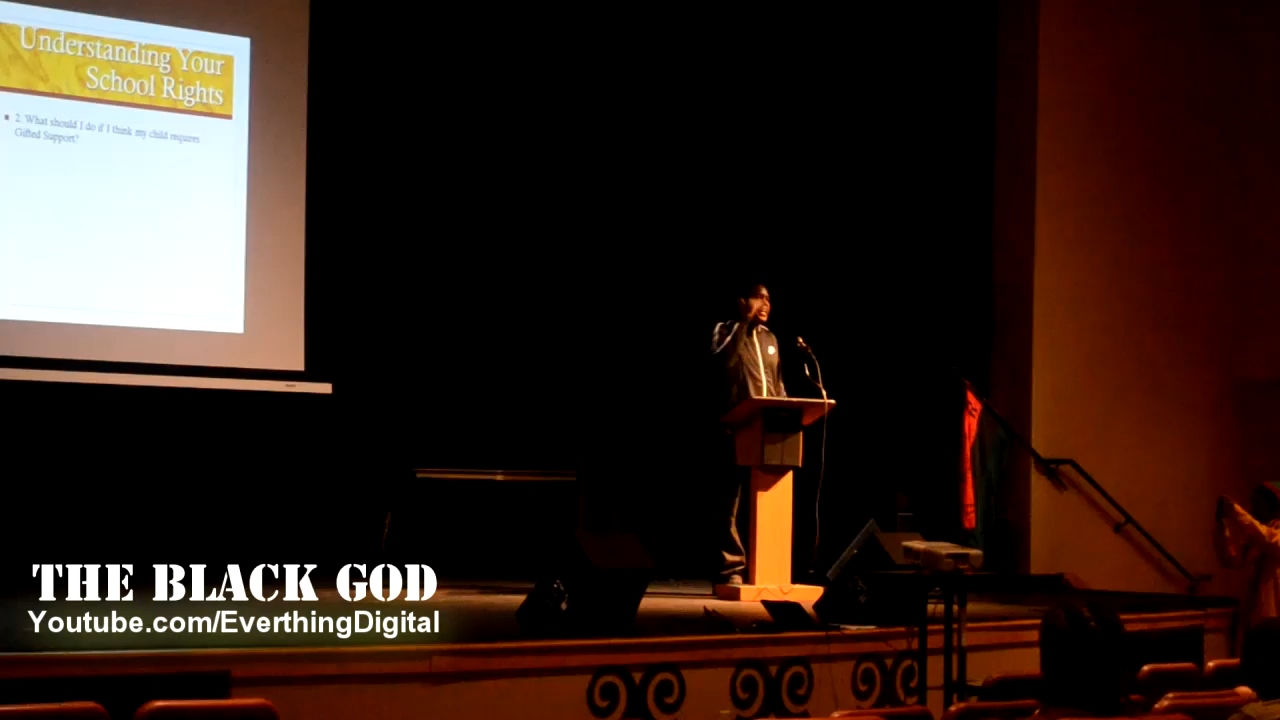 Understanding Your
School Rights
2. What should I do if I think my child requires
Gifted Support?
THE BLACK GOD
Youtube.com/EverthingDigital